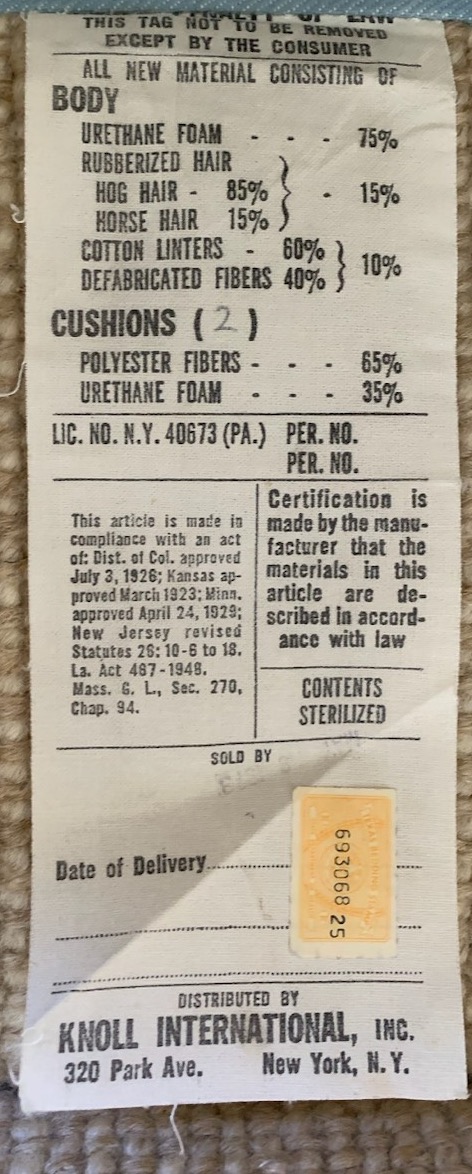 PENALTY OF LAW
THIS TAG NOT TO BE REMOVED
EXCEPT BY THE CONSUMER
ALL NEW MATERIAL CONSISTING OF
BODY
URETHANE FOAM - - - 75%
RUBBERIZED HAIR
HOG HAIR - 85%
HORSE HAIR 15%
- 15%
COTTON LINTERS - 60%
DEFABRICATED FIBERS 40%
10%
CUSHIONS (2)
POLYESTER FIBERS - - - 65%
URETHANE FOAM - - - 35%
LIC. NO. N.Y. 40673 (PA.) PER. NO.
PER. NO.
This article is made in
compliance with an act
of: Dist. of Col. approved
July 3, 1926; Kansas ap-
proved March 1923; Minn.
approved April 24, 1929;
New Jersey revised
Statutes 26: 10-6 to 18.
La. Act 467-1948.
Mass. G. L., Sec. 270,
Chap. 94.
Certification is
made by the manu-
facturer that the
materials in this
article are de-
scribed in accord-
ance with law
CONTENTS
STERILIZED
SOLD BY
Date of Delivery
693068 25
DISTRIBUTED BY
KNOLL INTERNATIONAL, INC.
320 Park Ave. New York, N.Y.